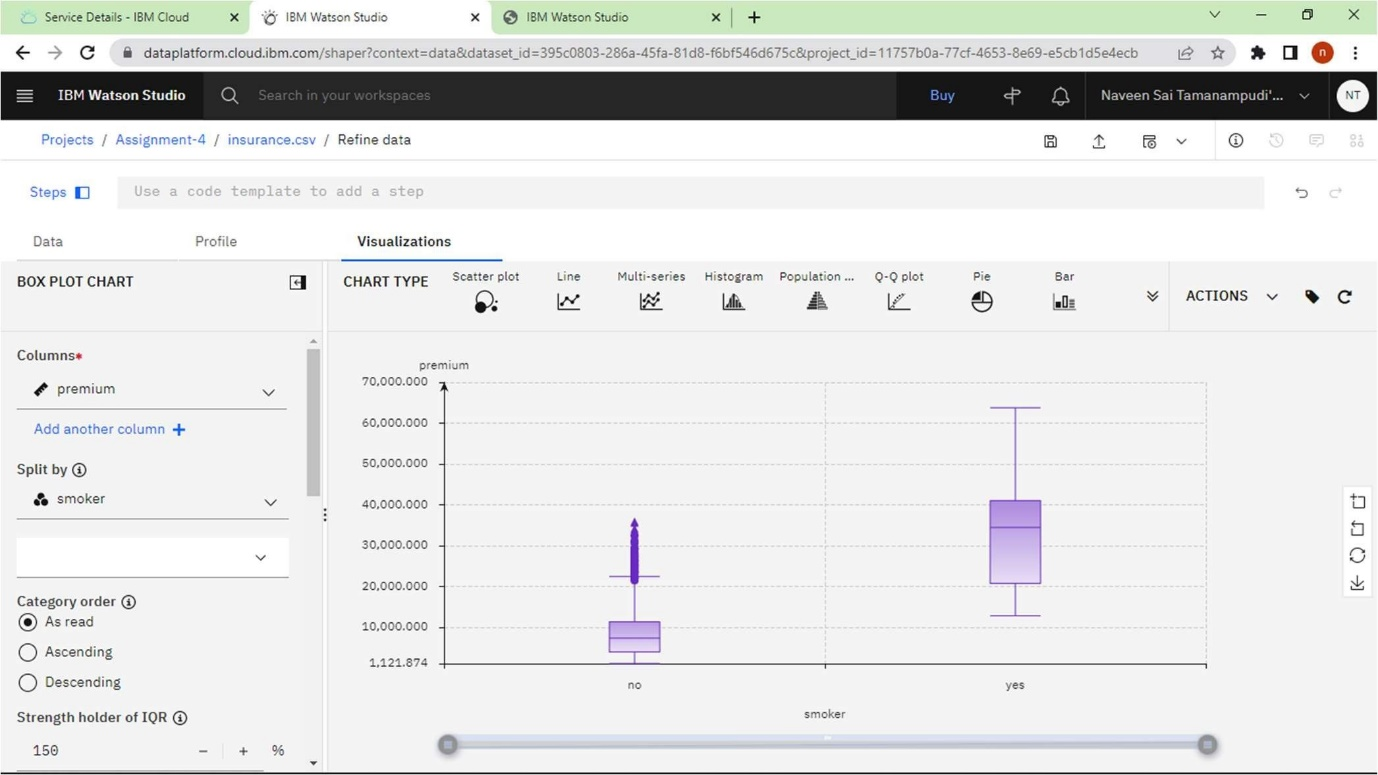 Service Details - IBM Cloud
IBM Watson Studio
IBM Watson Studio
dataplatform.cloud.ibm.com/shaper?context=data&dataset_id=395c0803-286a-45fa-81d8-f6bf546d675c&project_id=11757b0a-77cf-4653-8e69-e5cb1d5e4ecb
n
IBM Watson Studio
Search in your workspaces
Buy
Naveen Sai Tamanampudi'...
NT
Projects / Assignment-4 / insurance.csv / Refine data
Steps
Use a code template to add a step
Data
Profile
Visualizations
BOX PLOT CHART
CHART TYPE
Scatter plot
Line
Multi-series
Histogram
Population ...
Q-Q plot
Pie
Bar
ACTIONS
Columns*
premium
Add another column +
Split by
smoker
Category order
As read
Ascending
Descending
Strength holder of IQR
150
− + %
premium
70,000.000
60,000.000
50,000.000
40,000.000
30,000.000
20,000.000
10,000.000
1,121.874
no
yes
smoker